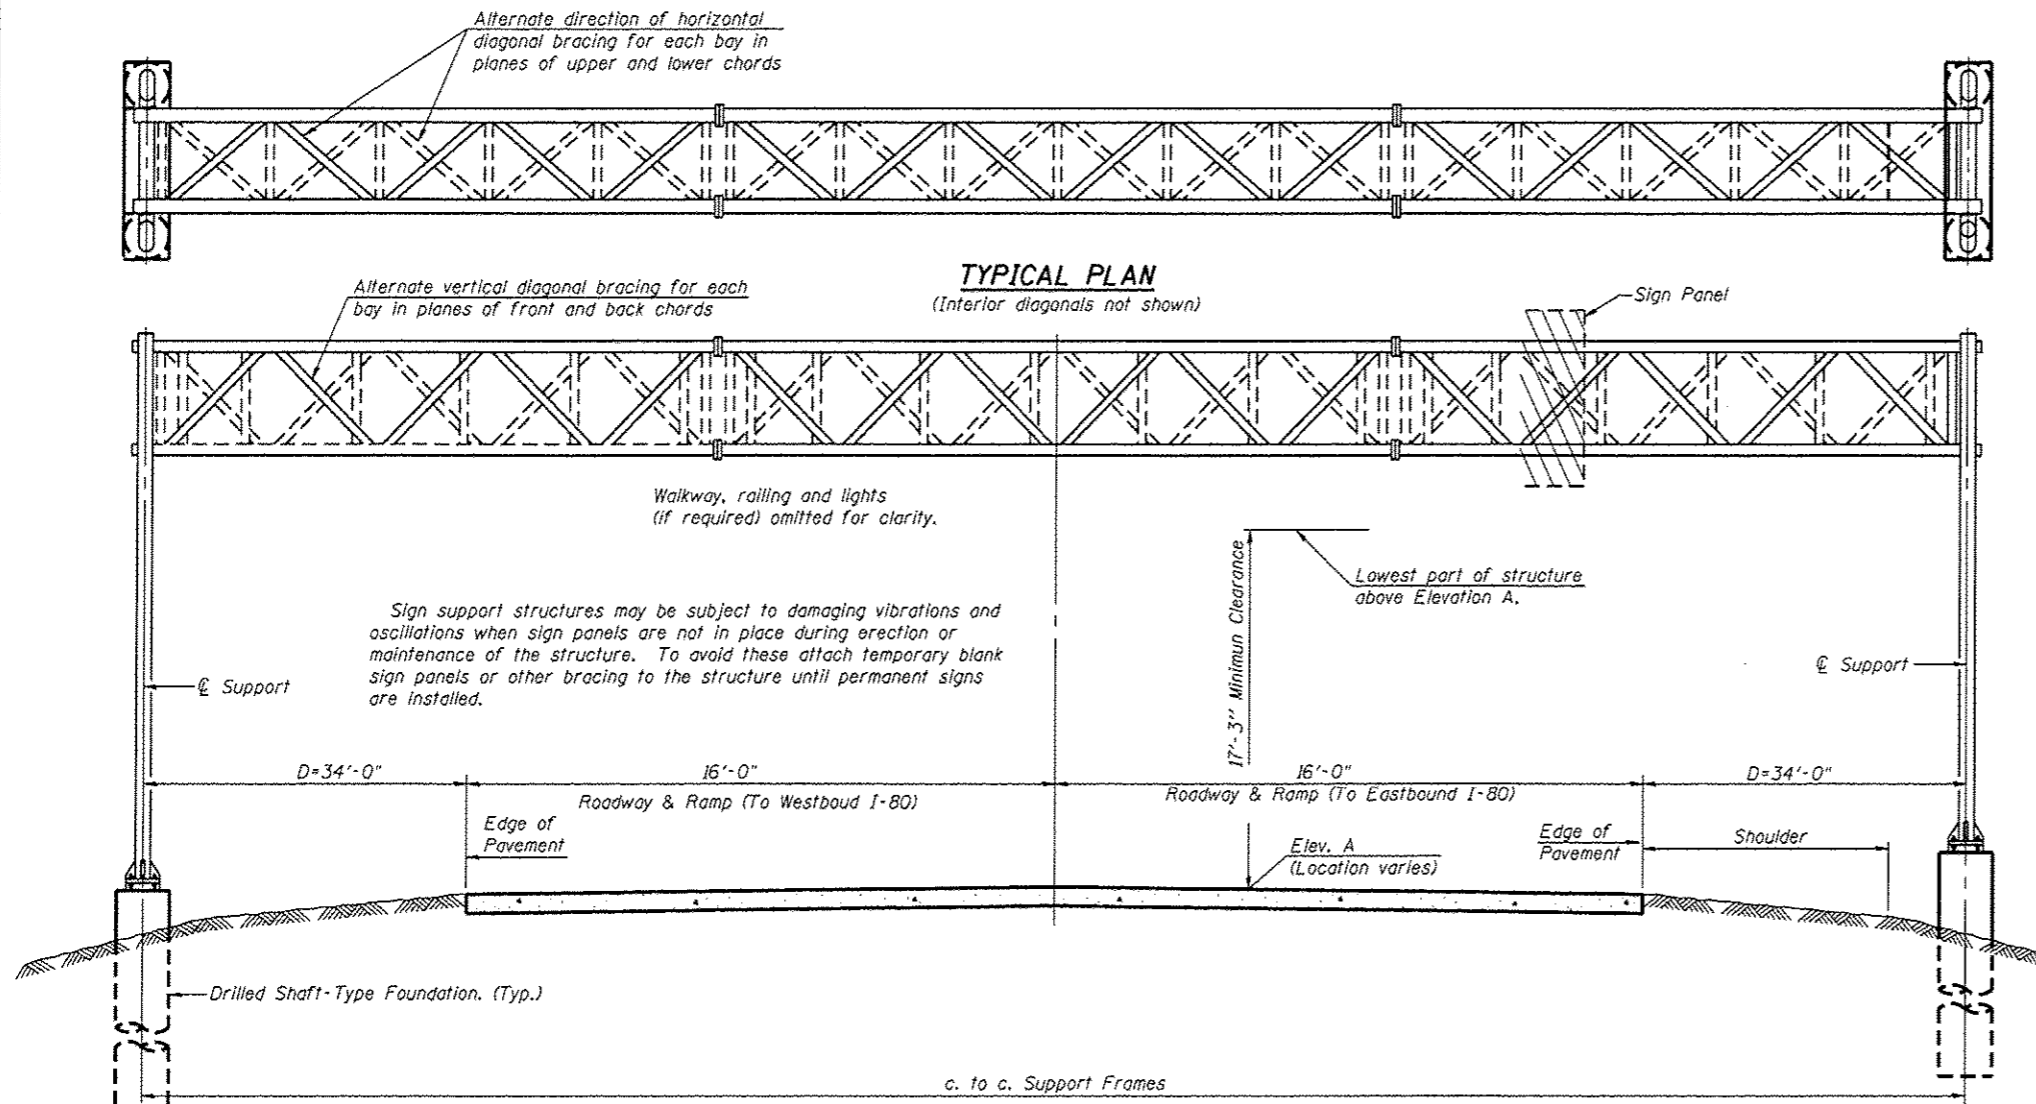 Alternate direction of horizontal
diagonal bracing for each bay in
planes of upper and lower chords
TYPICAL PLAN
(Interior diagonals not shown)
Alternate vertical diagonal bracing for each
bay in planes of front and back chords
Sign Panel
Walkway, railing and lights
(if required) omitted for clarity.
17'-3" Minimun Clearance
Lowest part of structure
above Elevation A.
Sign support structures may be subject to damaging vibrations and
oscillations when sign panels are not in place during erection or
maintenance of the structure. To avoid these attach temporary blank
sign panels or other bracing to the structure until permanent signs
are installed.
℄ Support
℄ Support
D=34'-0"
16'-0"
16'-0"
D=34'-0"
Roadway & Ramp (To Westboud I-80)
Roadway & Ramp (To Eastbound I-80)
Edge of
Pavement
Elev. A
(Location varies)
Edge of
Pavement
Shoulder
Drilled Shaft-Type Foundation. (Typ.)
c. to c. Support Frames